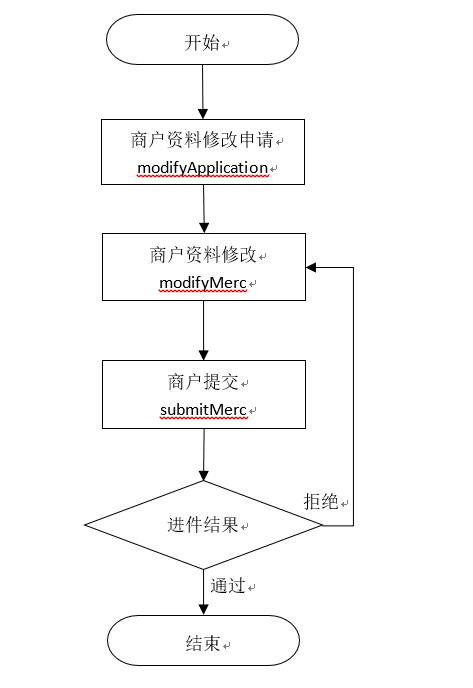 开始
商户资料修改申请
modifyApplication
商户资料修改
modifyMerc
商户提交
submitMerc
拒绝
进件结果
通过
结束